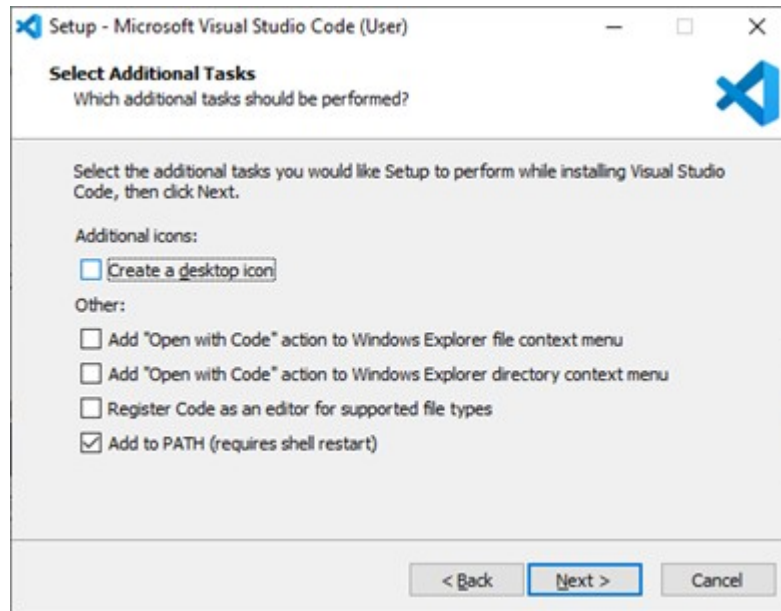 Setup - Microsoft Visual Studio Code (User)
Select Additional Tasks
Which additional tasks should be performed?
Select the additional tasks you would like Setup to perform while installing Visual Studio
Code, then click Next.
Additional icons:
Create a desktop icon
Other:
Add "Open with Code" action to Windows Explorer file context menu
Add "Open with Code" action to Windows Explorer directory context menu
Register Code as an editor for supported file types
Add to PATH (requires shell restart)
< Back Next > Cancel